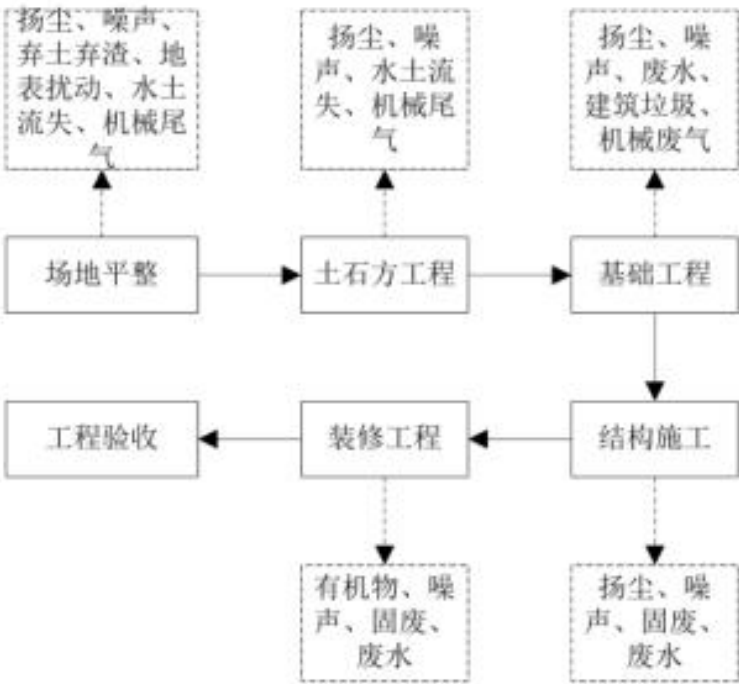 扬尘、噪声、
弃土弃渣、地
表扰动、水土
流失、机械尾
气
扬尘、噪
声、水土流
失、机械尾
气
扬尘、噪
声、废水、
建筑垃圾、
机械废气
场地平整
土石方工程
基础工程
工程验收
装修工程
结构施工
有机物、噪
声、固废、
废水
扬尘、噪
声、固废、
废水